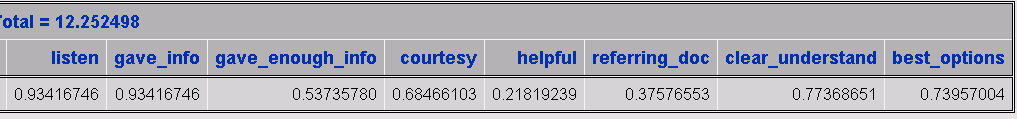 Total = 12.252498
listen gave_info gave_enough_info courtesy helpful referring_doc clear_understand best_options
0.93416746 0.93416746 0.53735780 0.68466103 0.21819239 0.37576553 0.77368651 0.73957004